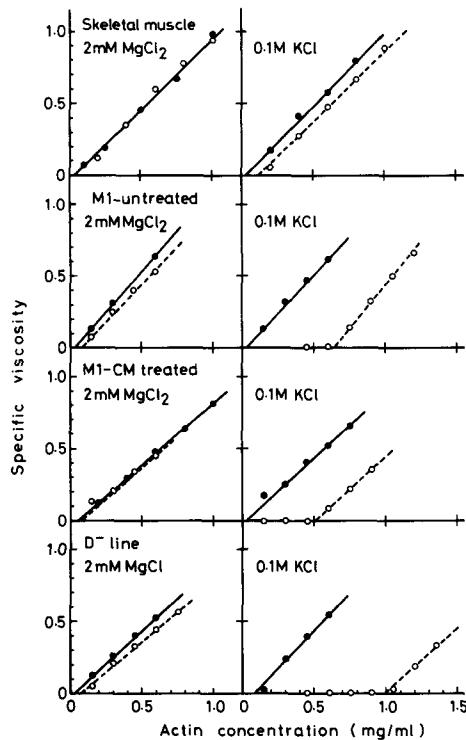 Skeletal muscle
2mM MgCl2
0.1M KCl
1.0
0.5
0
M1-untreated
2mM MgCl2
0.1M KCl
1.0
0.5
0
M1-CM treated
2mM MgCl2
0.1M KCl
1.0
0.5
0
D- line
2mM MgCl
0.1M KCl
1.0
0.5
0
0 0.5 1.0 0 0.5 1.0 1.5
Specific viscosity
Actin concentration (mg/ml)